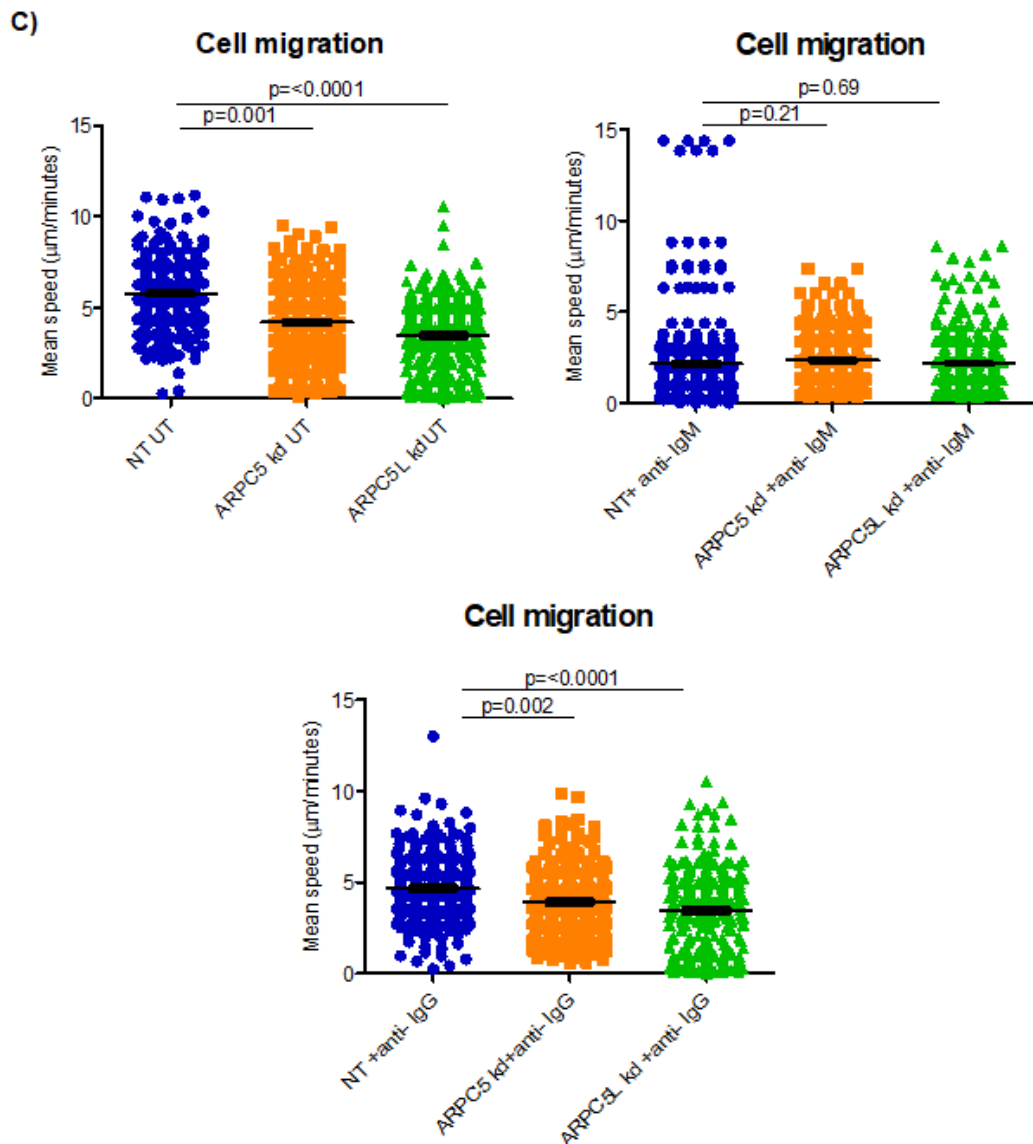 C)
Cell migration
p=<0.0001
p=0.001
15
10
5
0
Mean speed (µm/minutes)
NT UT
ARPC5 kd UT
ARPC5L kd UT
Cell migration
p=0.69
p=0.21
15
10
5
0
Mean speed (µm/minutes)
NT+ anti- IgM
ARPC5 kd +anti- IgM
ARPC5L kd +anti- IgM
Cell migration
p=<0.0001
p=0.002
15
10
5
0
Mean speed (µm/minutes)
NT +anti- IgG
ARPC5 kd+anti- IgG
ARPC5L kd +anti- IgG